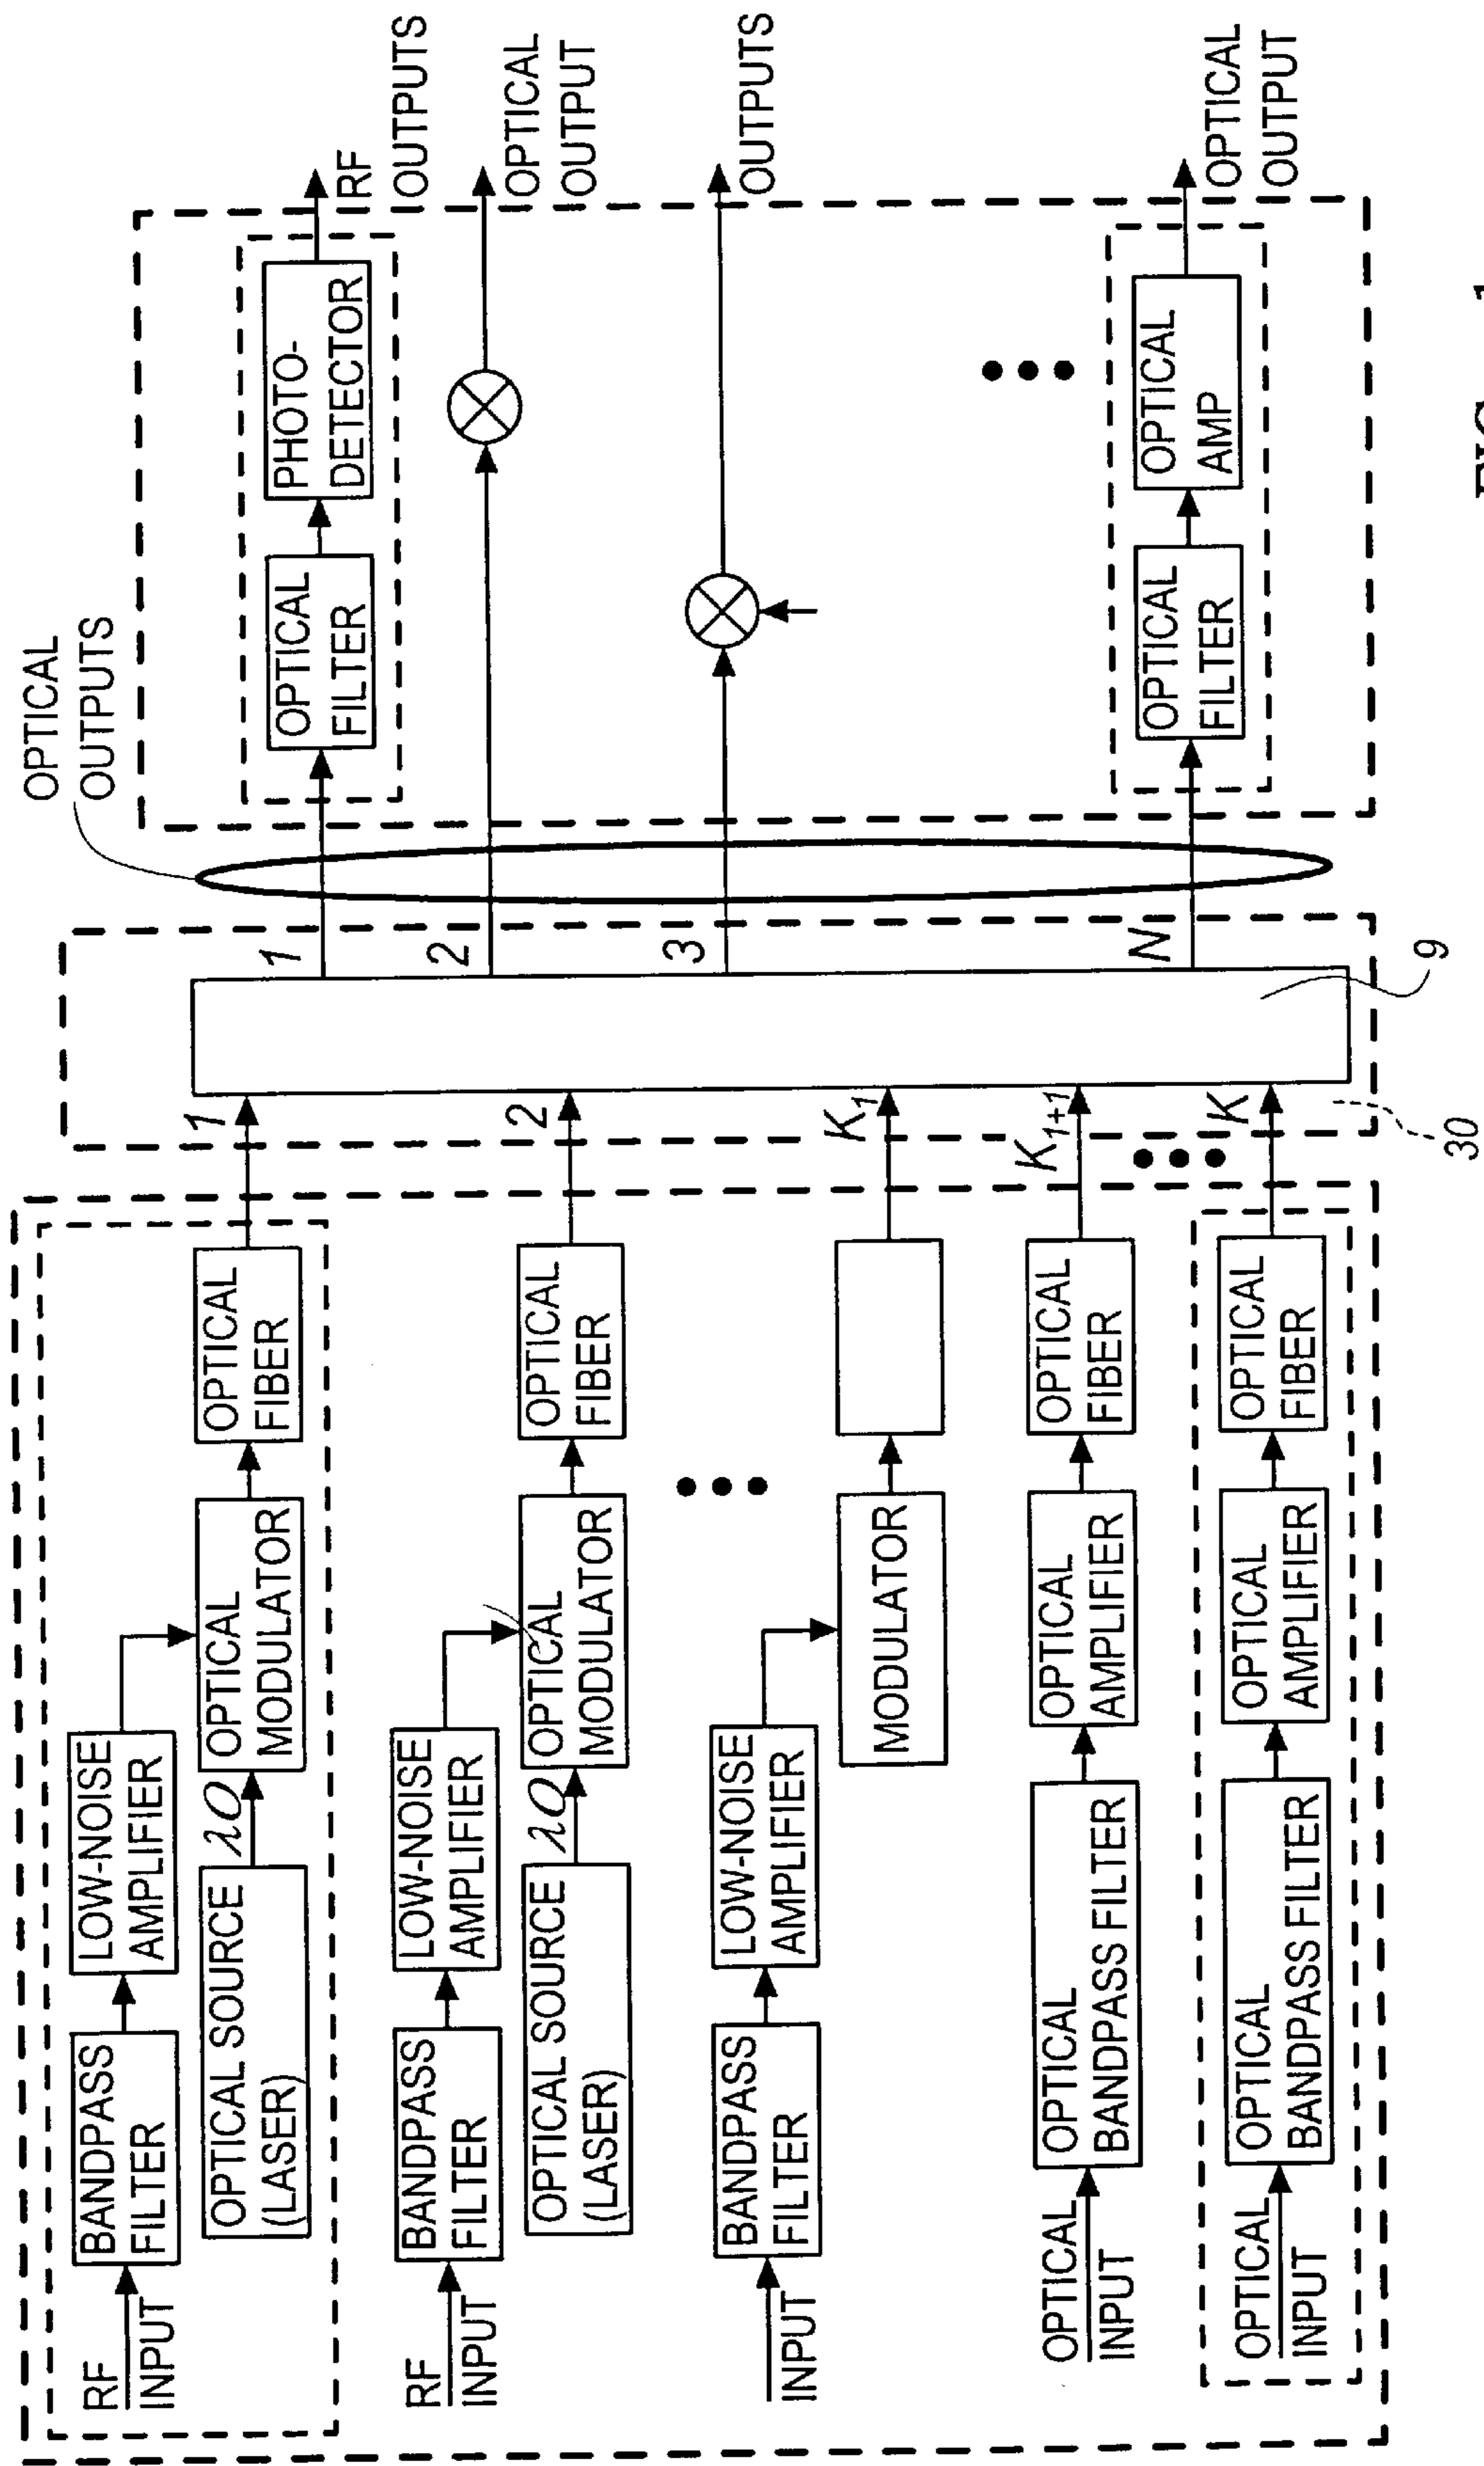 RF
INPUT
BANDPASS
FILTER
LOW-NOISE
AMPLIFIER
OPTICAL SOURCE
(LASER)
λO
OPTICAL
MODULATOR
OPTICAL
FIBER
1
RF
INPUT
BANDPASS
FILTER
LOW-NOISE
AMPLIFIER
OPTICAL SOURCE
(LASER)
λO
OPTICAL
MODULATOR
OPTICAL
FIBER
2
INPUT
BANDPASS
FILTER
LOW-NOISE
AMPLIFIER
MODULATOR
K1
OPTICAL
INPUT
OPTICAL
BANDPASS FILTER
OPTICAL
AMPLIFIER
OPTICAL
FIBER
K1+1
OPTICAL
INPUT
OPTICAL
BANDPASS FILTER
OPTICAL
AMPLIFIER
OPTICAL
FIBER
K
30
9
OPTICAL
OUTPUTS
1
OPTICAL
FILTER
PHOTO-
DETECTOR
RF
OUTPUTS
2
OPTICAL
OUTPUT
3
OUTPUTS
N
OPTICAL
FILTER
OPTICAL
AMP
OPTICAL
OUTPUT